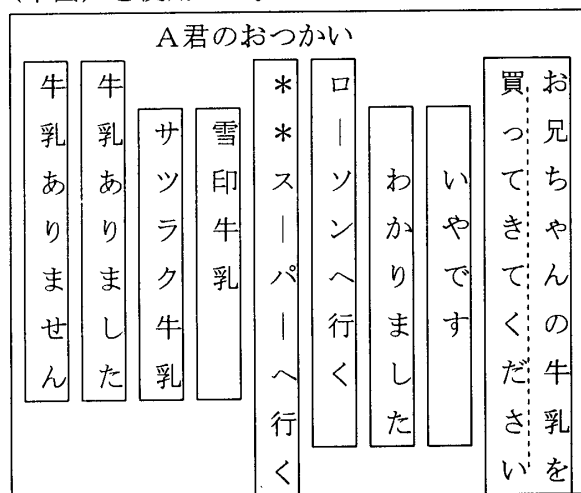 A君のおつかい
お兄ちゃんの牛乳を
買ってきてください
いやです
わかりました
ローソンへ行く
**スーパーへ行く
雪印牛乳
サツラク牛乳
牛乳ありました
牛乳ありません